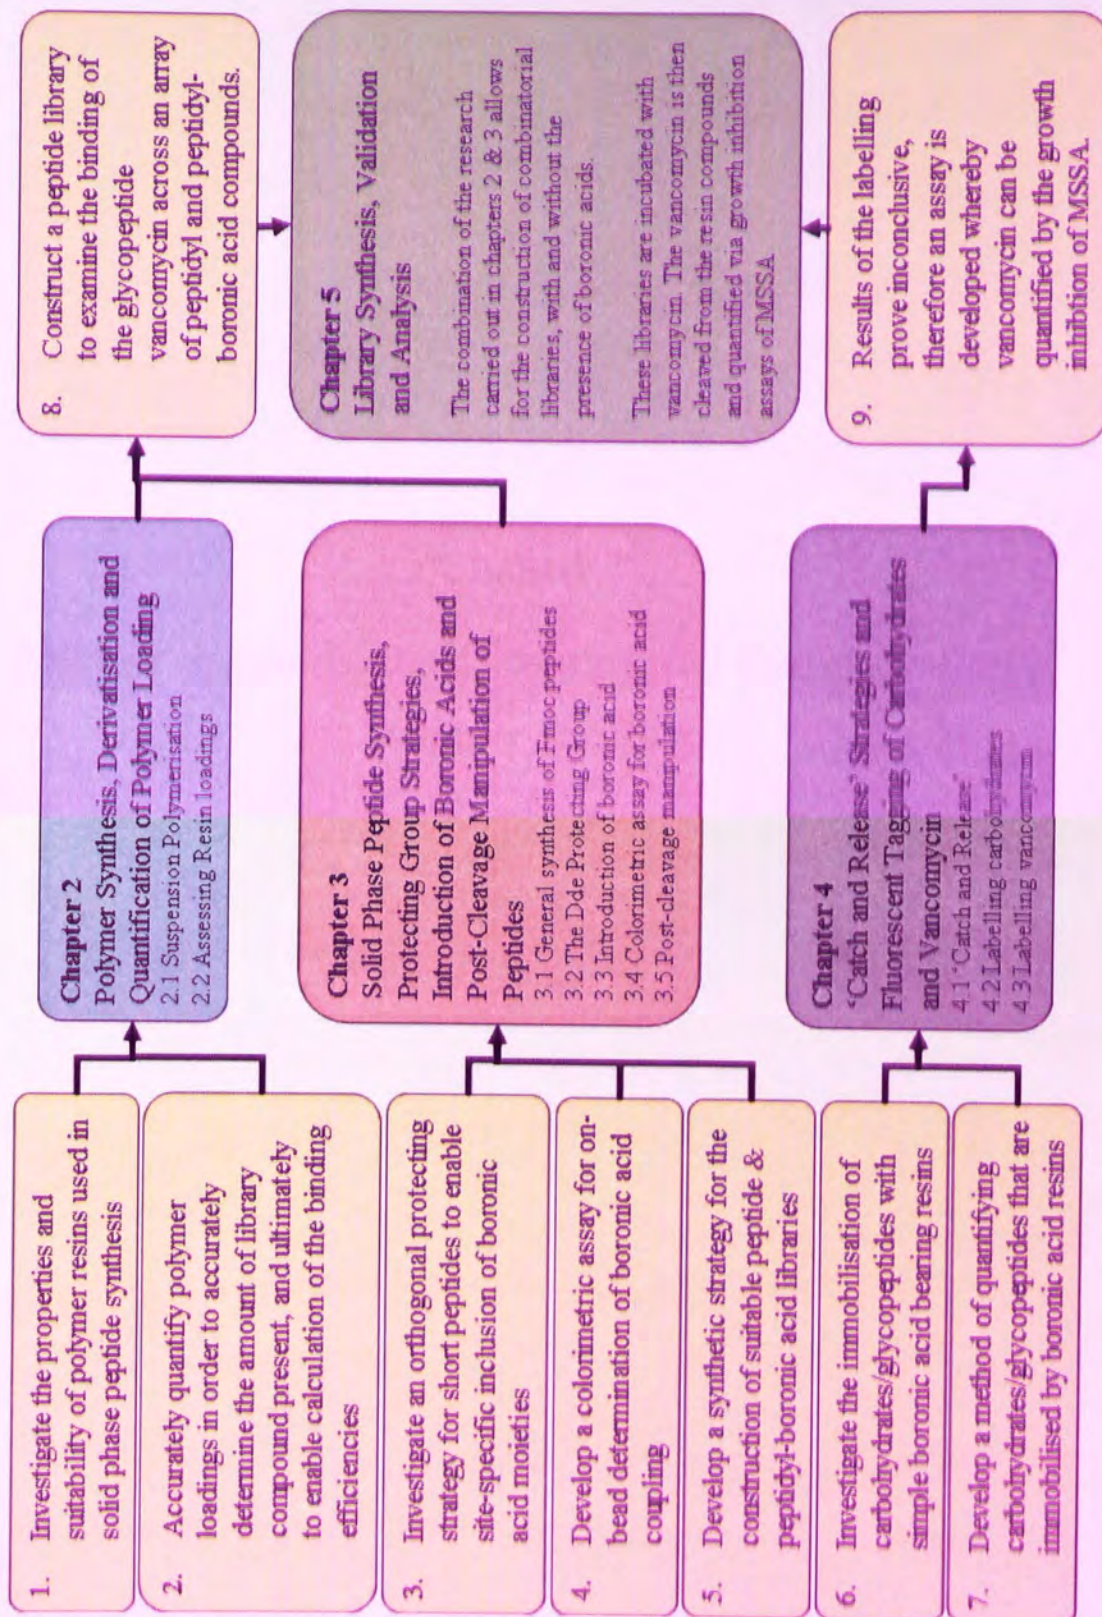 1. Investigate the properties and
suitability of polymer resins used in
solid phase peptide synthesis
2. Accurately quantify polymer
loadings in order to accurately
determine the amount of library
compound present, and ultimately
to enable calculation of the binding
efficiencies
3. Investigate an orthogonal protecting
strategy for short peptides to enable
site-specific inclusion of boronic
acid moieties
4. Develop a colorimetric assay for on-
bead determination of boronic acid
coupling
5. Develop a synthetic strategy for the
construction of suitable peptide &
peptidyl-boronic acid libraries
6. Investigate the immobilisation of
carbohydrates/glycopeptides with
simple boronic acid bearing resins
7. Develop a method of quantifying
carbohydrates/glycopeptides that are
immobilised by boronic acid resins
Chapter 2
Polymer Synthesis, Derivatisation and
Quantification of Polymer Loading
2.1 Suspension Polymerisation
2.2 Assessing Resin loadings
Chapter 3
Solid Phase Peptide Synthesis,
Protecting Group Strategies,
Introduction of Boronic Acids and
Post-Cleavage Manipulation of
Peptides
3.1 General synthesis of Fmoc peptides
3.2 The Dde Protecting Group
3.3 Introduction of boronic acid
3.4 Colorimetric assay for boronic acid
3.5 Post-cleavage manipulation
Chapter 4
‘Catch and Release’ Strategies and
Fluorescent Tagging of Carbohydrates
and Vancomycin
4.1 ‘Catch and Release’
4.2 Labelling carbohydrates
4.3 Labelling vancomycin
8. Construct a peptide library
to examine the binding of
the glycopeptide
vancomycin across an array
of peptidyl and peptidyl-
boronic acid compounds.
Chapter 5
Library Synthesis, Validation
and Analysis
The combination of the research
carried out in chapters 2 & 3 allows
for the construction of combinatorial
libraries, with and without the
presence of boronic acids.
These libraries are incubated with
vancomycin. The vancomycin is then
cleaved from the resin compounds
and quantified via growth inhibition
assays of MSSA
9. Results of the labelling
prove inconclusive,
therefore an assay is
developed whereby
vancomycin can be
quantified by the growth
inhibition of MSSA.